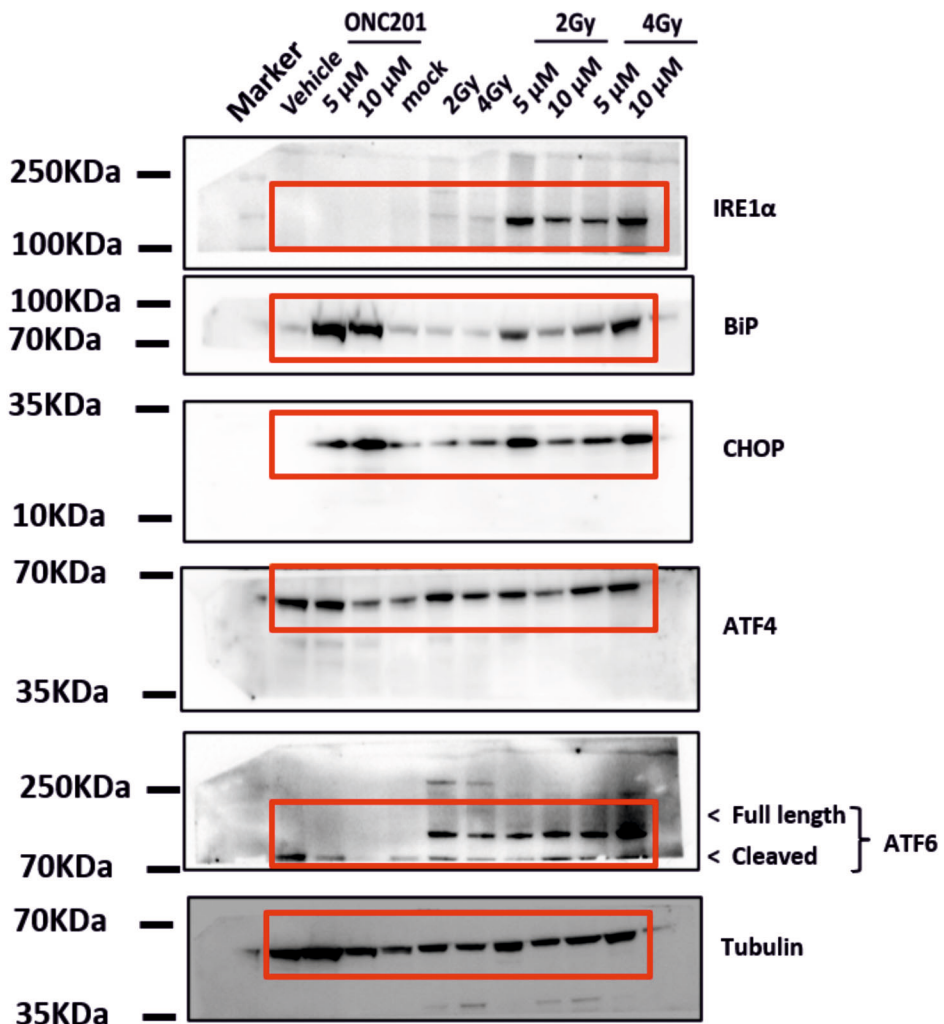 ONC201 2Gy 4Gy
Marker Vehicle 5 μM 10 μM mock 2Gy 4Gy 5 μM 10 μM 5 μM 10 μM
250KDa
IRE1α
100KDa
100KDa
BiP
70KDa
35KDa
CHOP
10KDa
70KDa
ATF4
35KDa
250KDa
< Full length
ATF6
< Cleaved
70KDa
70KDa
Tubulin
35KDa